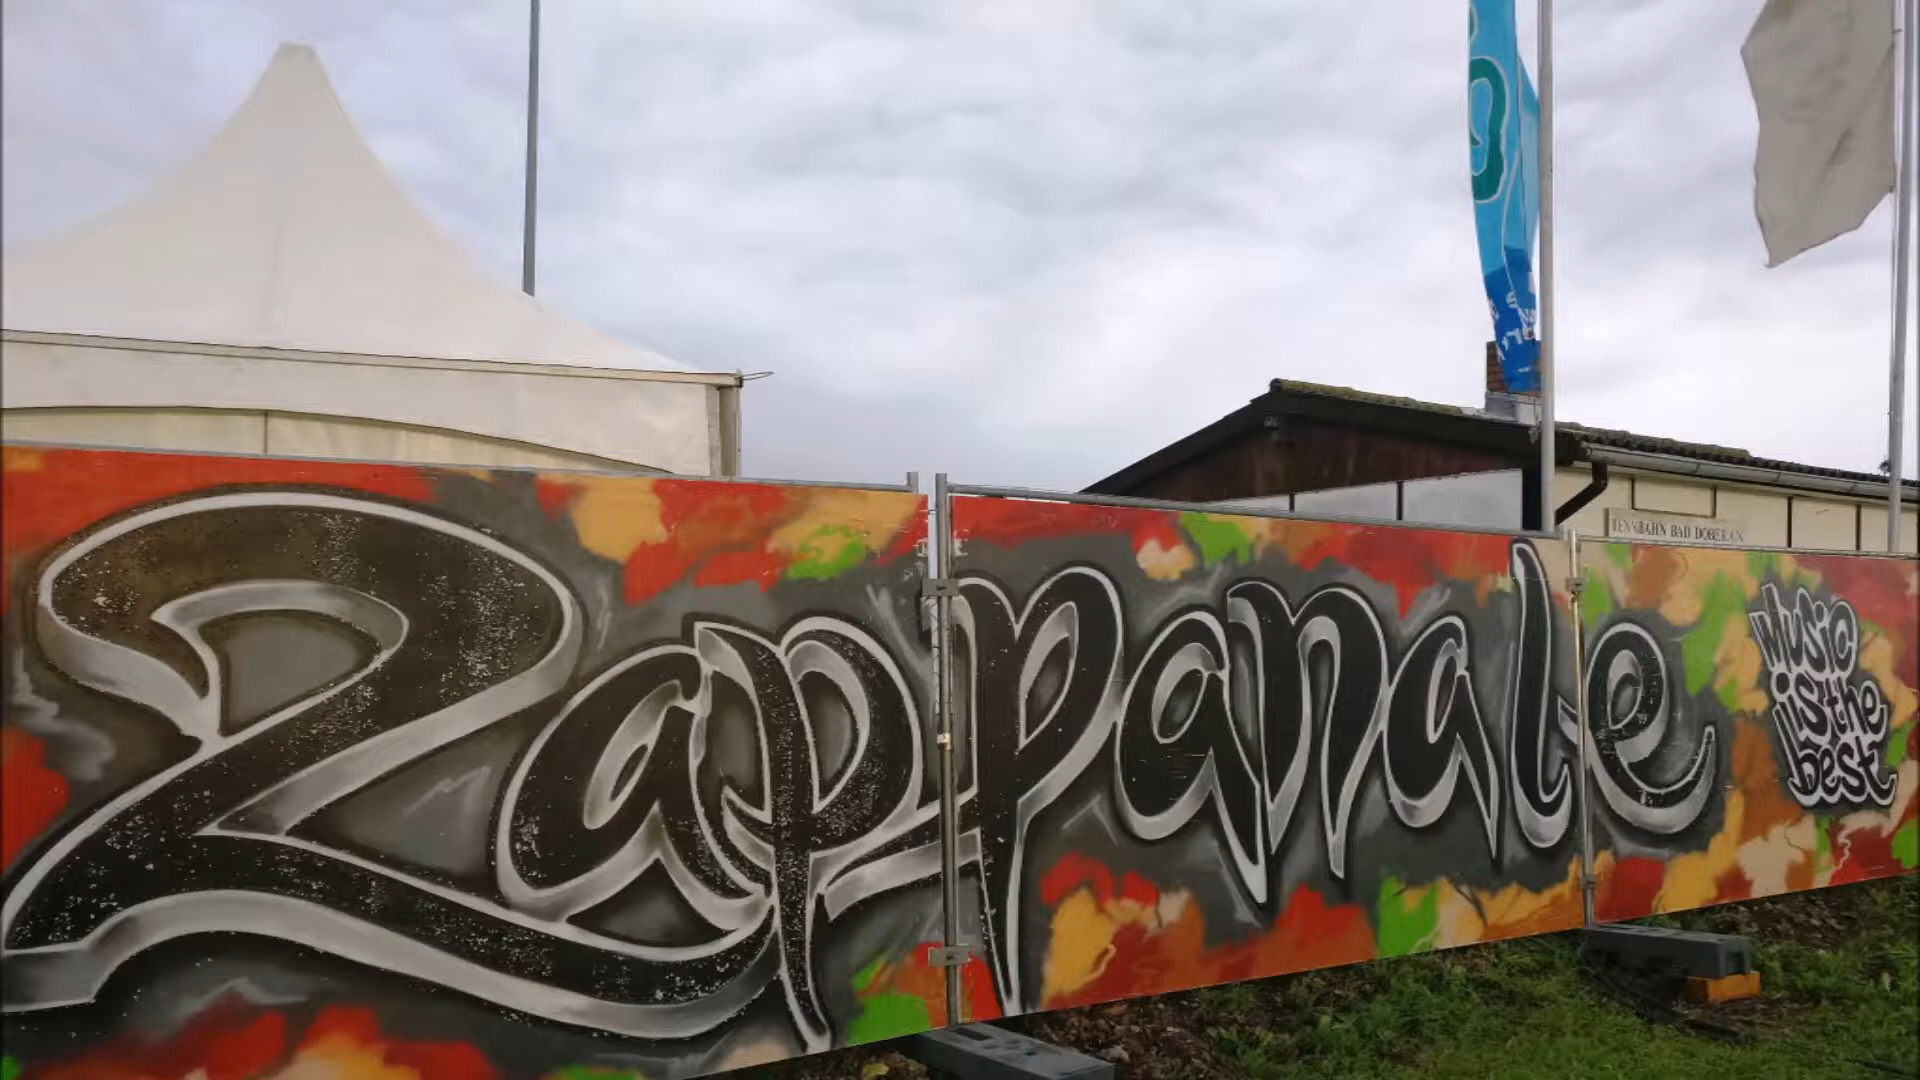 Zappanale
Music
is the
best
RENNBAHN BAD DOBERAN